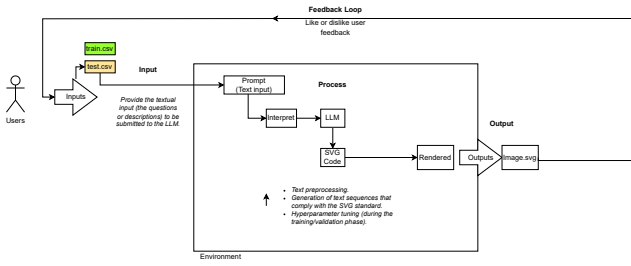 Feedback Loop
Like or dislike user
feedback
train.csv
test.csv
Input
Inputs
Users
Provide the textual
input (the questions
or descriptions) to be
submitted to the LLM.
Process
Prompt
(Text input)
Interpret
LLM
SVG
Code
Rendered
Output
Outputs
Image.svg
• Text preprocessing.
• Generation of text sequences that
comply with the SVG standard.
• Hyperparameter tuning (during the
training/validation phase).
Environment